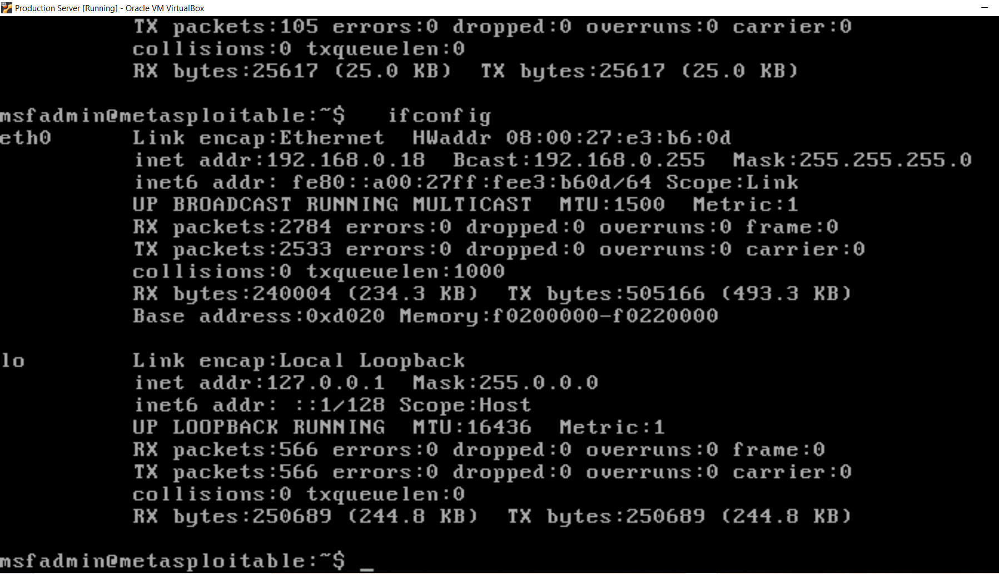 Production Server [Running] - Oracle VM VirtualBox
TX packets:105 errors:0 dropped:0 overruns:0 carrier:0
collisions:0 txqueuelen:0
RX bytes:25617 (25.0 KB)  TX bytes:25617 (25.0 KB)
msfadmin@metasploitable:~$   ifconfig
eth0      Link encap:Ethernet  HWaddr 08:00:27:e3:b6:0d
inet addr:192.168.0.18  Bcast:192.168.0.255  Mask:255.255.255.0
inet6 addr: fe80::a00:27ff:fee3:b60d/64 Scope:Link
UP BROADCAST RUNNING MULTICAST  MTU:1500  Metric:1
RX packets:2784 errors:0 dropped:0 overruns:0 frame:0
TX packets:2533 errors:0 dropped:0 overruns:0 carrier:0
collisions:0 txqueuelen:1000
RX bytes:240004 (234.3 KB)  TX bytes:505166 (493.3 KB)
Base address:0xd020 Memory:f0200000-f0220000
lo        Link encap:Local Loopback
inet addr:127.0.0.1  Mask:255.0.0.0
inet6 addr: ::1/128 Scope:Host
UP LOOPBACK RUNNING  MTU:16436  Metric:1
RX packets:566 errors:0 dropped:0 overruns:0 frame:0
TX packets:566 errors:0 dropped:0 overruns:0 carrier:0
collisions:0 txqueuelen:0
RX bytes:250689 (244.8 KB)  TX bytes:250689 (244.8 KB)
msfadmin@metasploitable:~$ _